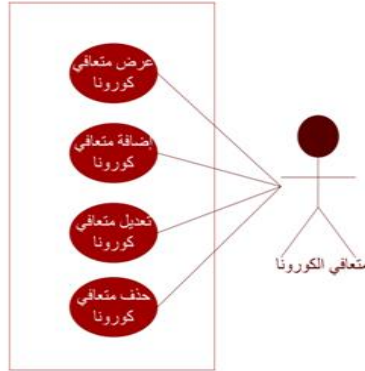 عرض متعافي
كورونا
إضافة متعافي
كورونا
تعديل متعافي
كورونا
حذف متعافي
كورونا
متعافي الكورونا